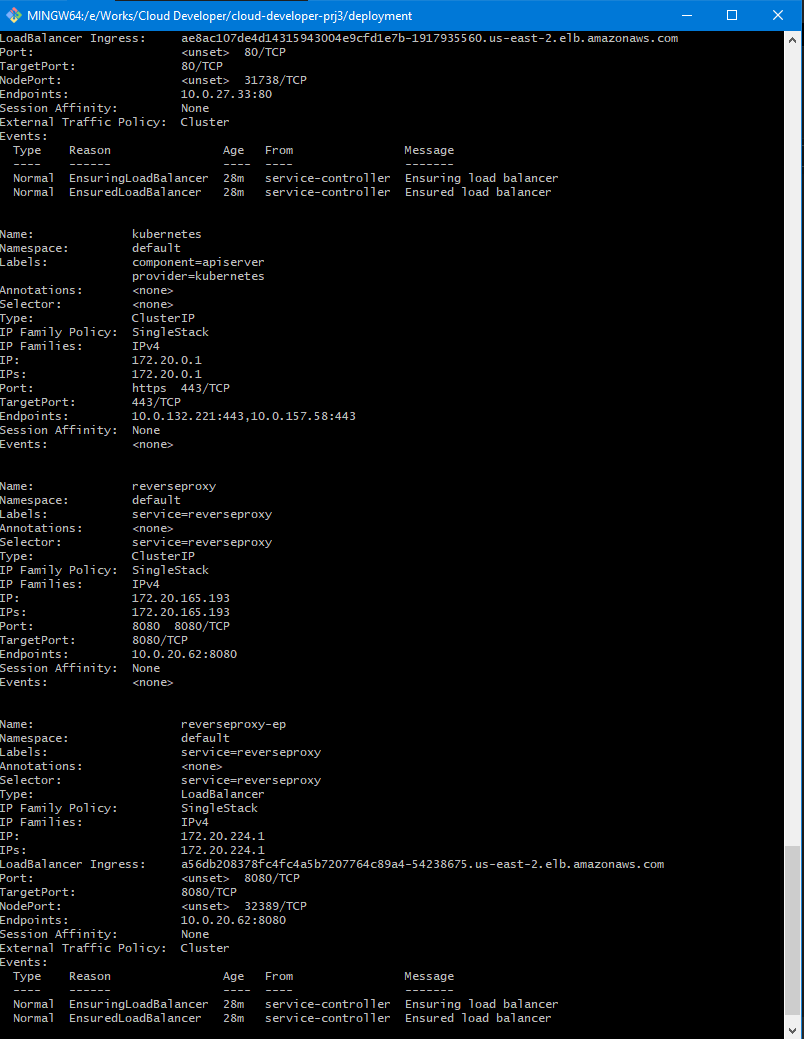 MINGW64:/e/Works/Cloud Developer/cloud-developer-prj3/deployment
LoadBalancer Ingress:     ae8ac107de4d14315943004e9cfd1e7b-1917935560.us-east-2.elb.amazonaws.com
Port:                     <unset>  80/TCP
TargetPort:               80/TCP
NodePort:                 <unset>  31738/TCP
Endpoints:                10.0.27.33:80
Session Affinity:         None
External Traffic Policy:  Cluster
Events:
  Type    Reason                Age   From                Message
  ----    ------                ----  ----                -------
  Normal  EnsuringLoadBalancer  28m   service-controller  Ensuring load balancer
  Normal  EnsuredLoadBalancer   28m   service-controller  Ensured load balancer
Name:              kubernetes
Namespace:         default
Labels:            component=apiserver
                   provider=kubernetes
Annotations:       <none>
Selector:          <none>
Type:              ClusterIP
IP Family Policy:  SingleStack
IP Families:       IPv4
IP:                172.20.0.1
IPs:               172.20.0.1
Port:              https  443/TCP
TargetPort:        443/TCP
Endpoints:         10.0.132.221:443,10.0.157.58:443
Session Affinity:  None
Events:            <none>
Name:              reverseproxy
Namespace:         default
Labels:            service=reverseproxy
Annotations:       <none>
Selector:          service=reverseproxy
Type:              ClusterIP
IP Family Policy:  SingleStack
IP Families:       IPv4
IP:                172.20.165.193
IPs:               172.20.165.193
Port:              8080  8080/TCP
TargetPort:        8080/TCP
Endpoints:         10.0.20.62:8080
Session Affinity:  None
Events:            <none>
Name:                     reverseproxy-ep
Namespace:                default
Labels:                   service=reverseproxy
Annotations:              <none>
Selector:                 service=reverseproxy
Type:                     LoadBalancer
IP Family Policy:         SingleStack
IP Families:              IPv4
IP:                       172.20.224.1
IPs:                      172.20.224.1
LoadBalancer Ingress:     a56db208378fc4fc4a5b7207764c89a4-54238675.us-east-2.elb.amazonaws.com
Port:                     <unset>  8080/TCP
TargetPort:               8080/TCP
NodePort:                 <unset>  32389/TCP
Endpoints:                10.0.20.62:8080
Session Affinity:         None
External Traffic Policy:  Cluster
Events:
  Type    Reason                Age   From                Message
  ----    ------                ----  ----                -------
  Normal  EnsuringLoadBalancer  28m   service-controller  Ensuring load balancer
  Normal  EnsuredLoadBalancer   28m   service-controller  Ensured load balancer